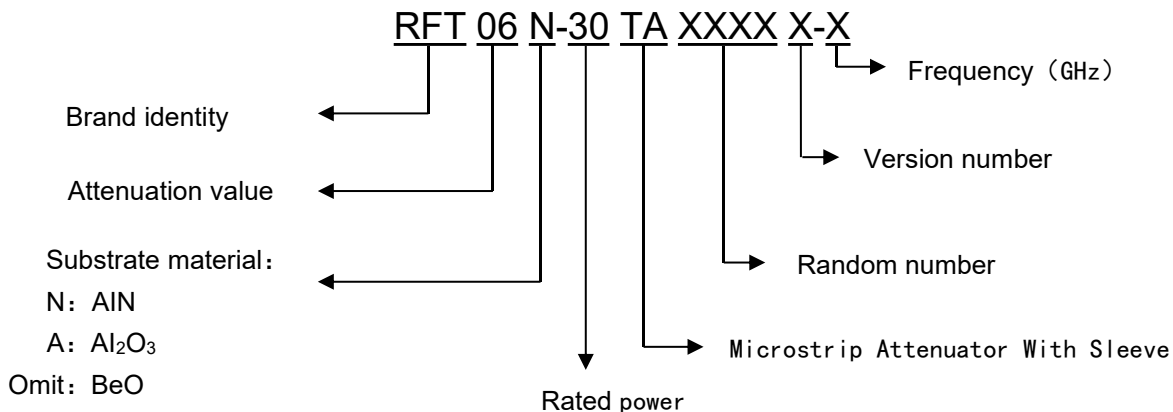 RFT 06 N-30 TA XXXX X-X
Frequency（GHz）
Brand identity
Version number
Attenuation value
Substrate material：
Random number
N：AlN
A：Al₂O₃
Microstrip Attenuator With Sleeve
Omit：BeO
Rated power